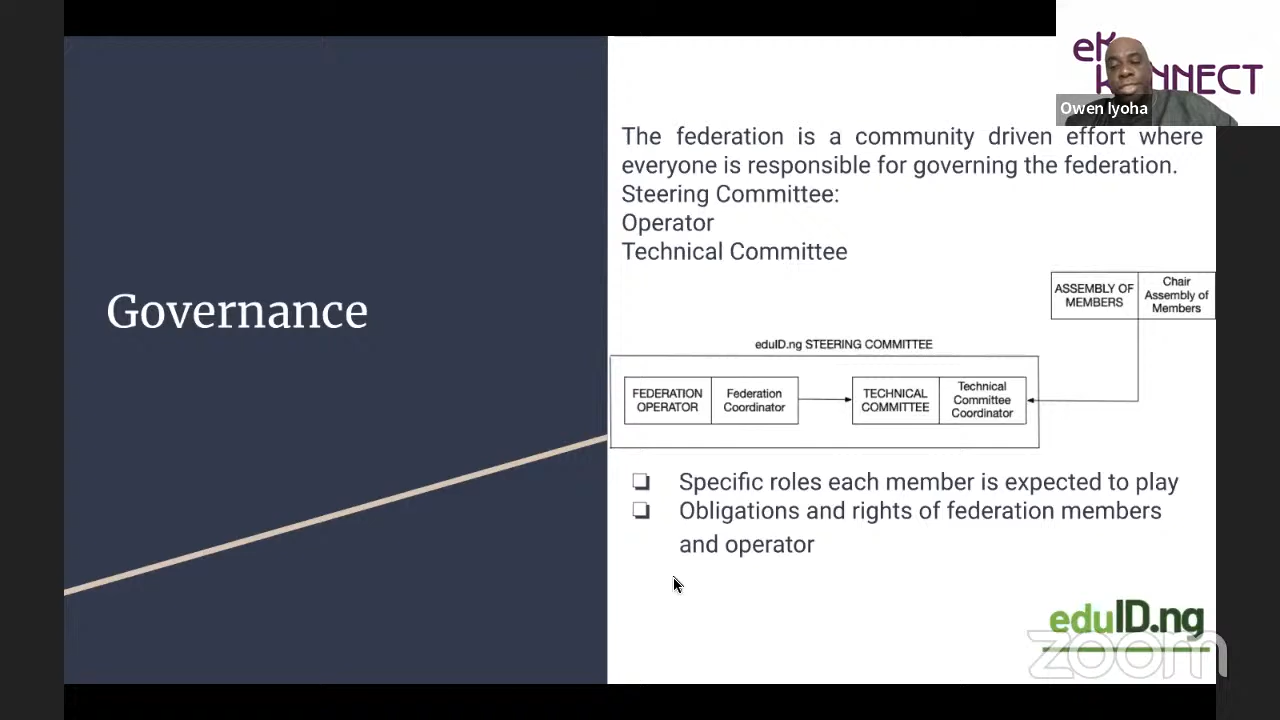 Owen Iyoha
The federation is a community driven effort where
everyone is responsible for governing the federation.
Steering Committee:
Operator
Technical Committee
Governance
ASSEMBLY OF
MEMBERS
Chair
Assembly of
Members
eduID.ng STEERING COMMITTEE
FEDERATION
OPERATOR
Federation
Coordinator
TECHNICAL
COMMITTEE
Technical
Committee
Coordinator
Specific roles each member is expected to play
Obligations and rights of federation members
and operator
eduID.ng
zoom